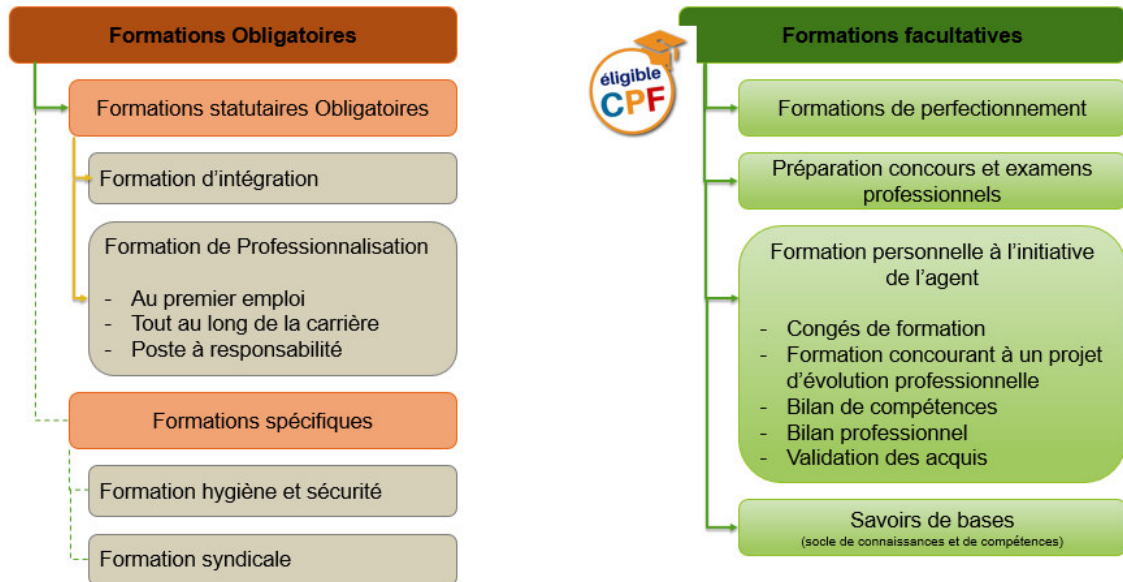 Formations Obligatoires
Formations statutaires Obligatoires
Formation d'intégration
Formation de Professionnalisation
- Au premier emploi
- Tout au long de la carrière
- Poste à responsabilité
Formations spécifiques
Formation hygiène et sécurité
Formation syndicale
éligible
CPF
Formations facultatives
Formations de perfectionnement
Préparation concours et examens
professionnels
Formation personnelle à l'initiative
de l'agent
- Congés de formation
- Formation concourant à un projet
d'évolution professionnelle
- Bilan de compétences
- Bilan professionnel
- Validation des acquis
Savoirs de bases
(socle de connaissances et de compétences)